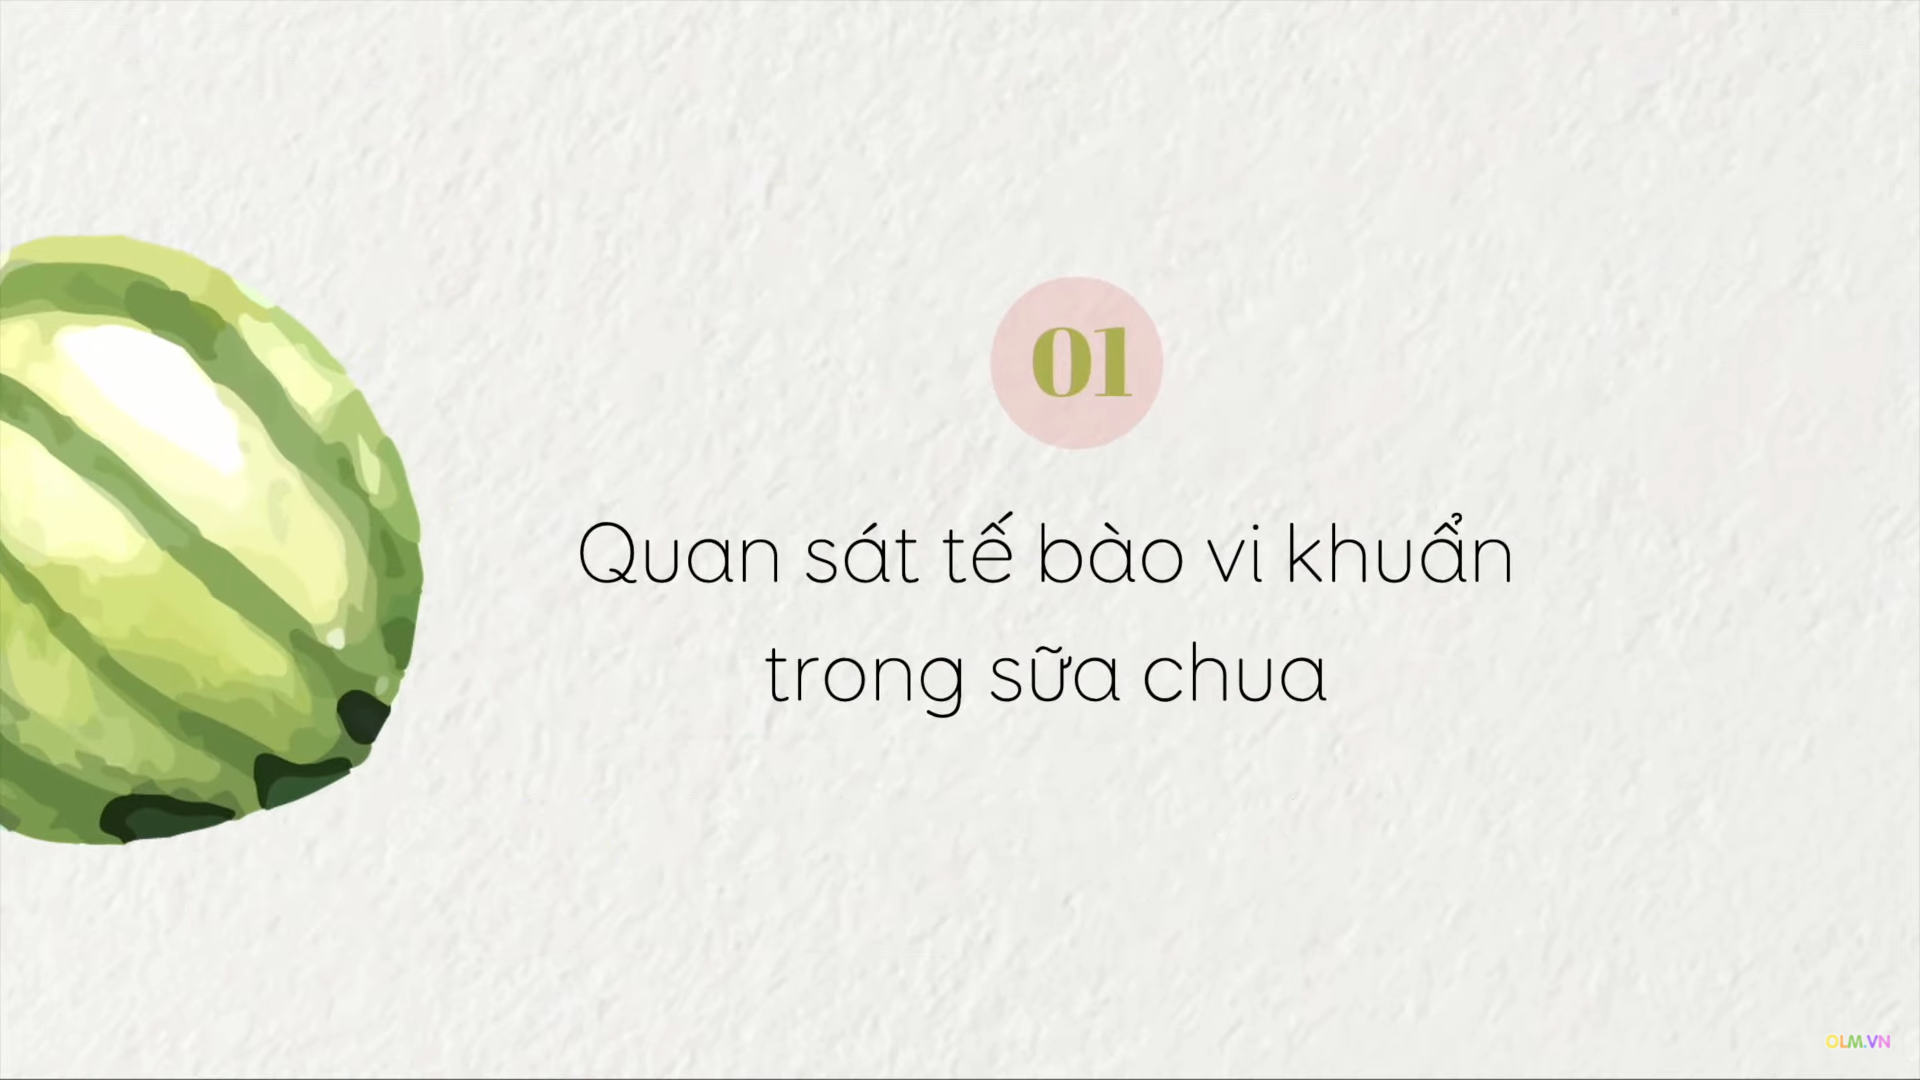 01
Quan sát tế bào vi khuẩn
trong sữa chua
OLM.VN